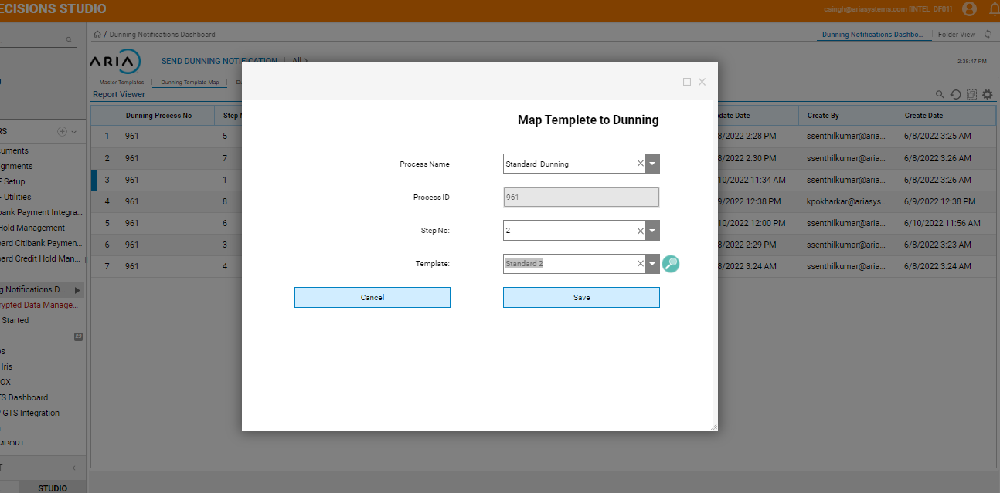 ECISIONS STUDIO
csingh@ariasystems.com [INTEL_DF01]
/ Dunning Notifications Dashboard
Dunning Notifications Dashbo...
Folder View
ARIA
SEND DUNNING NOTIFICATION
All >
2:38:47 PM
Master Templates
Dunning Template Map
Report Viewer
Dunning Process No
Step
date Date
Create By
Create Date
1 961 5 8/2022 2:28 PM ssenthilkumar@aria... 6/8/2022 3:25 AM
2 961 7 8/2022 2:30 PM ssenthilkumar@aria... 6/8/2022 3:26 AM
3 961 1 10/2022 11:34 AM ssenthilkumar@aria... 6/8/2022 3:26 AM
4 961 8 9/2022 12:38 PM kpokharkar@ariasys... 6/9/2022 12:38 PM
5 961 6 10/2022 12:00 PM ssenthilkumar@aria... 6/10/2022 11:56 AM
6 961 3 8/2022 2:29 PM ssenthilkumar@aria... 6/8/2022 3:23 AM
7 961 4 8/2022 3:24 AM ssenthilkumar@aria... 6/8/2022 3:24 AM
RS
cuments
ignments
F Setup
F Utilities
bank Payment Integra...
Hold Management
oard Citibank Paymen...
oard Credit Hold Man...
g Notifications D...
rypted Data Manage...
Started
23
os
Iris
OX
TS Dashboard
GTS Integration
MPORT
T
STUDIO
Map Templete to Dunning
Process Name
Standard_Dunning
Process ID
961
Step No:
2
Template:
Standard 2
Cancel
Save